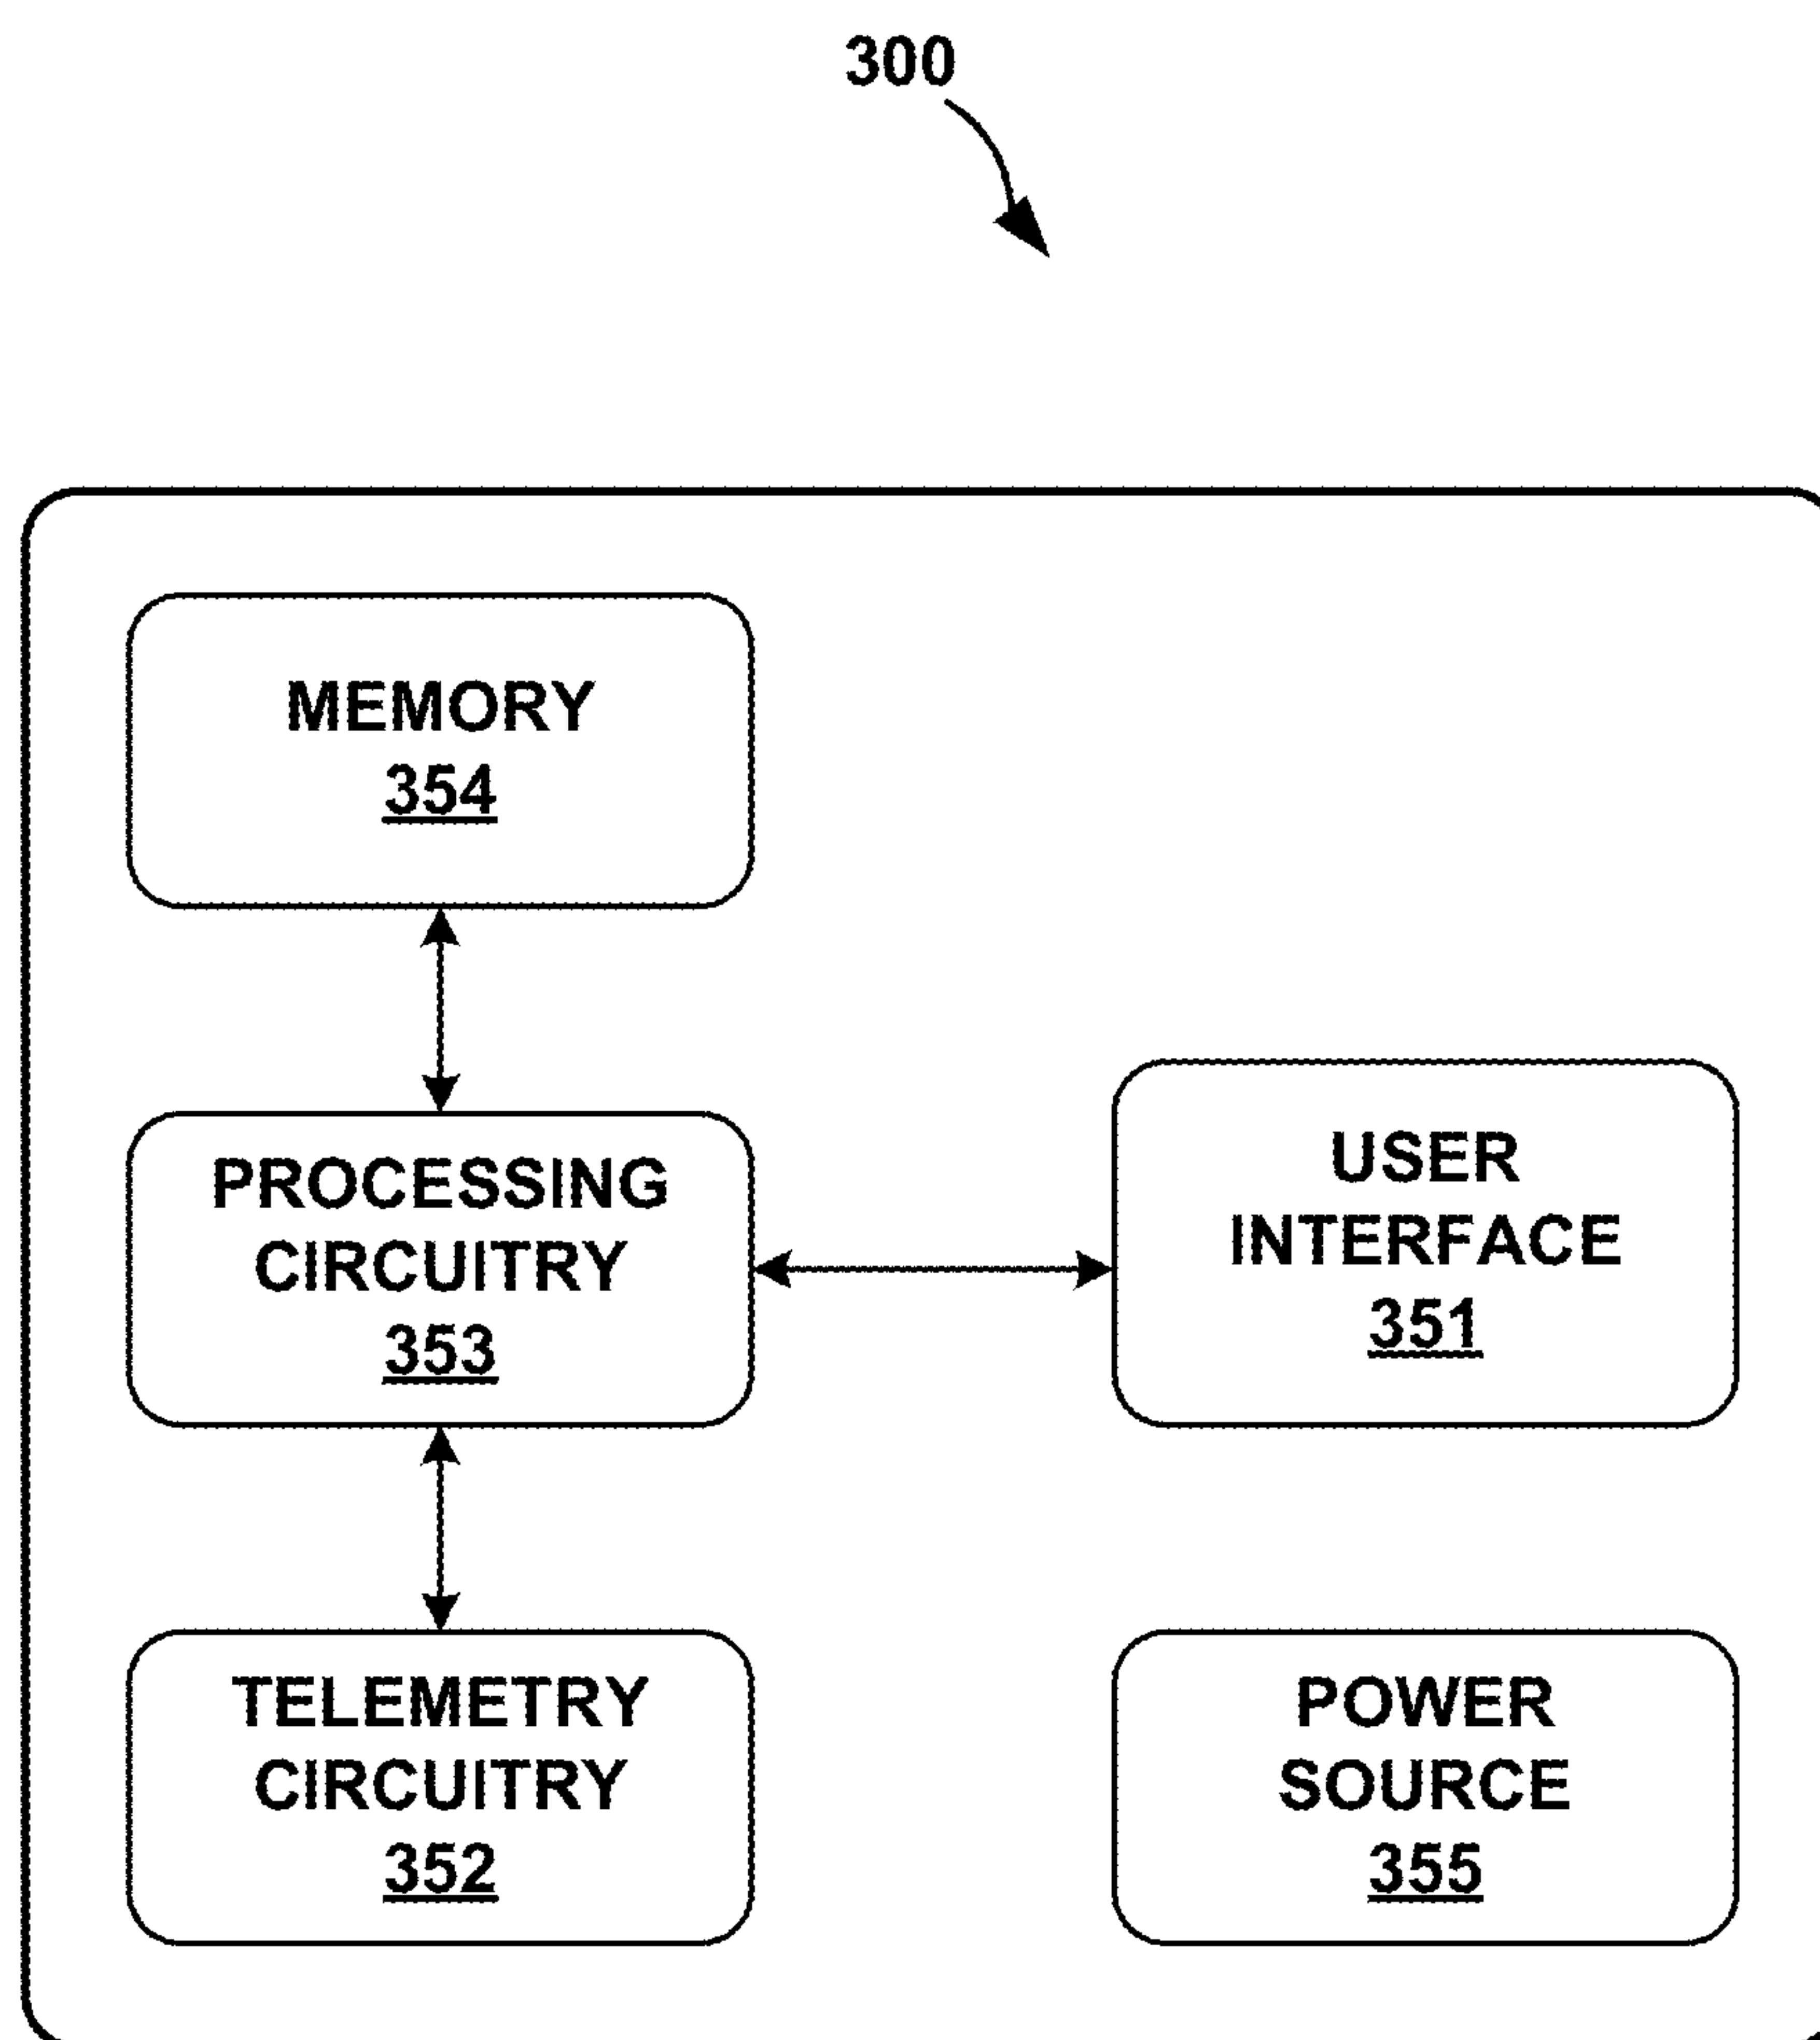 300
MEMORY
354
PROCESSING
CIRCUITRY
353
USER
INTERFACE
351
TELEMETRY
CIRCUITRY
352
POWER
SOURCE
355